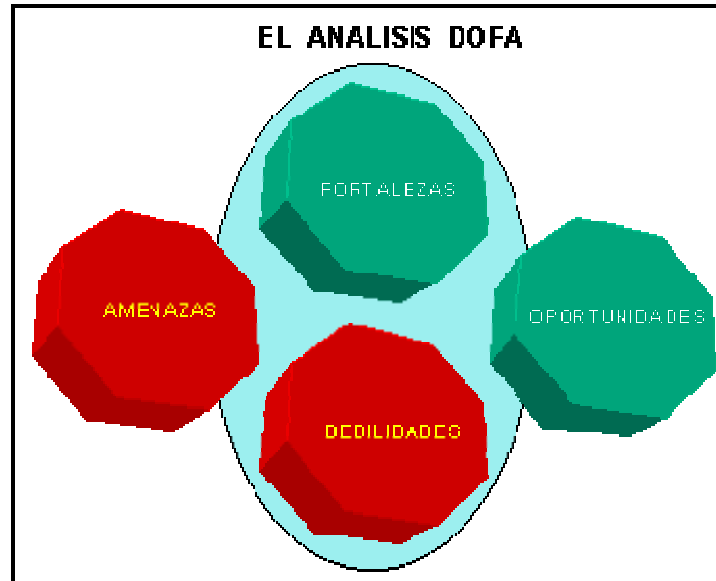 EL ANALISIS DOFA
FORTALEZAS
AMENAZAS
OPORTUNIDADES
DEBILIDADES